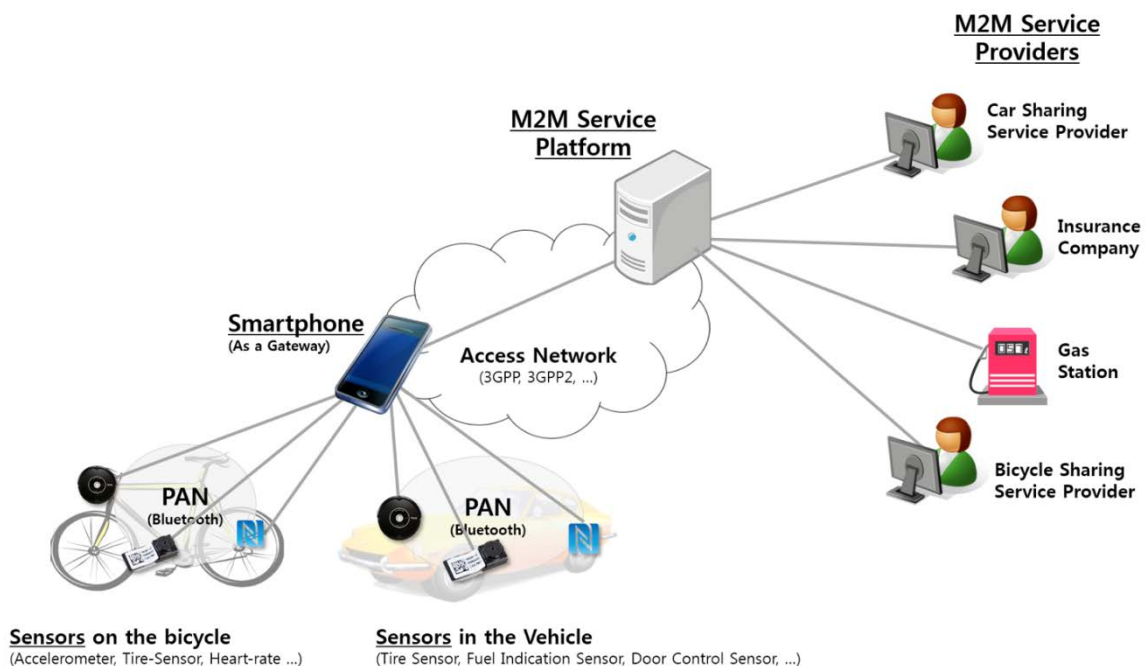 M2M Service
Providers
Car Sharing
Service Provider
M2M Service
Platform
Insurance
Company
Smartphone
(As a Gateway)
Access Network
(3GPP, 3GPP2, ...)
Gas
Station
PAN
(Bluetooth)
PAN
(Bluetooth)
Bicycle Sharing
Service Provider
Sensors on the bicycle
(Accelerometer, Tire-Sensor, Heart-rate ...)
Sensors in the Vehicle
(Tire Sensor, Fuel Indication Sensor, Door Control Sensor, ...)